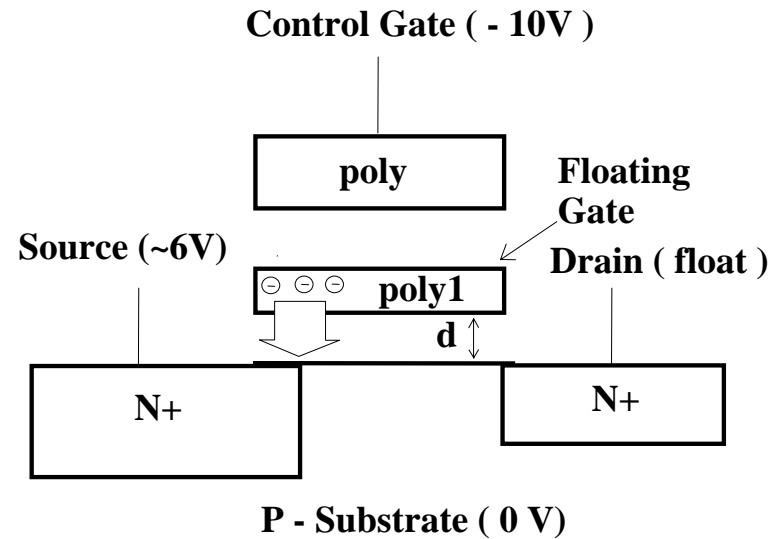 Control Gate ( - 10V )
poly
Floating
Gate
Source (~6V)
Drain ( float )
poly1
d
N+
N+
P - Substrate ( 0 V)